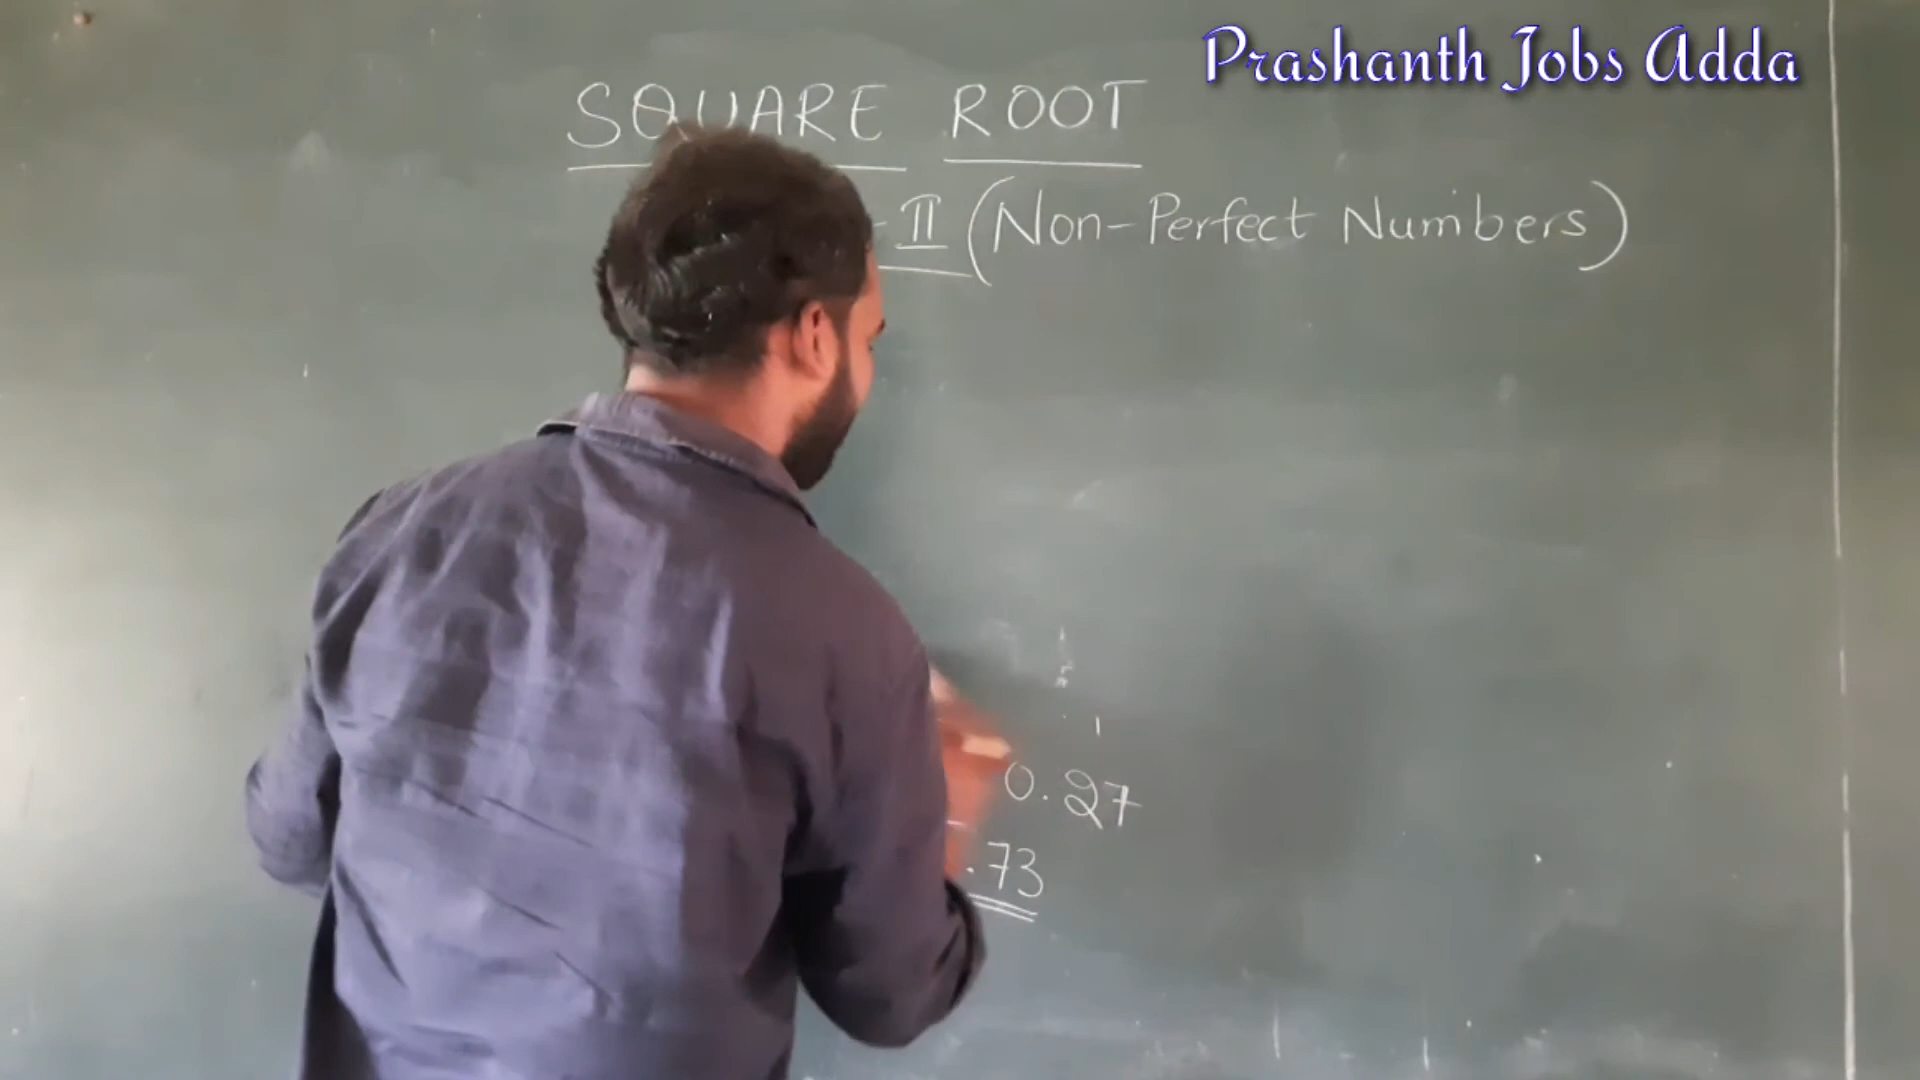 Prashanth Jobs Adda
SQUARE ROOT
- II (Non-Perfect Numbers)
0.27
.73